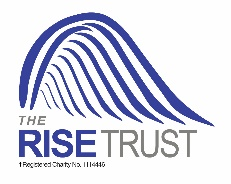 THE
RISE TRUST
Registered Charity No. 1114446